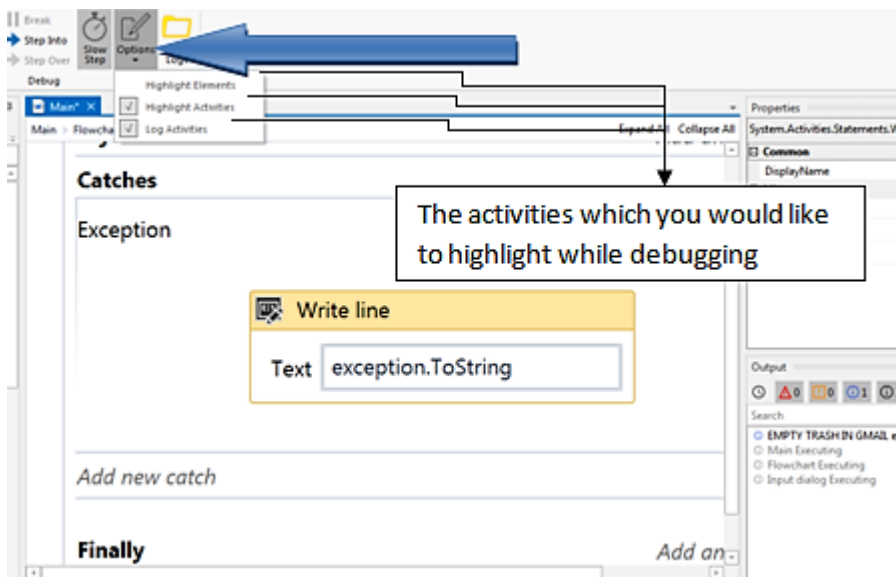 Break
Step Into
Step Over
Slow
Step
Options
Debug
Highlight Elements
Highlight Activities
Log Activities
Main* ×
Main > Flowcha
Expand All Collapse All
Properties
System.Activities.Statements.
Common
DisplayName
Catches
Exception
The activities which you would like
to highlight while debugging
Write line
Text exception.ToString
Add new catch
Finally
Add an
Output
0 0 1
Search
EMPTY TRASH IN GMAIL e
Main Executing
Flowchart Executing
Input dialog Executing